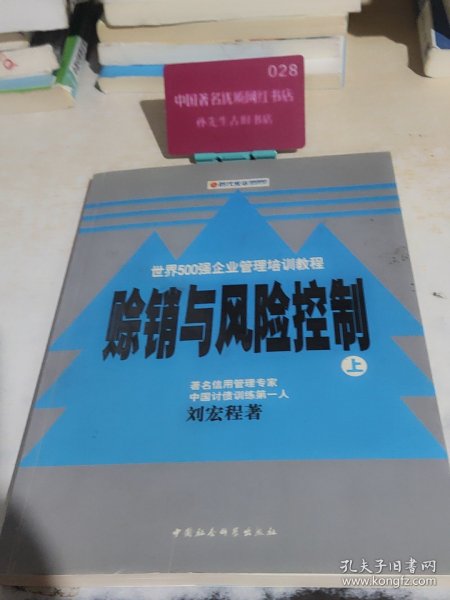 028
中国著名优质网红书店
孙先生古旧书店
世界500强企业管理培训教程
赊销与风险控制
上
著名信用管理专家
中国讨债训练第一人
刘宏程著
中国社会科学出版社
孔夫子旧书网
www.kongfz.com